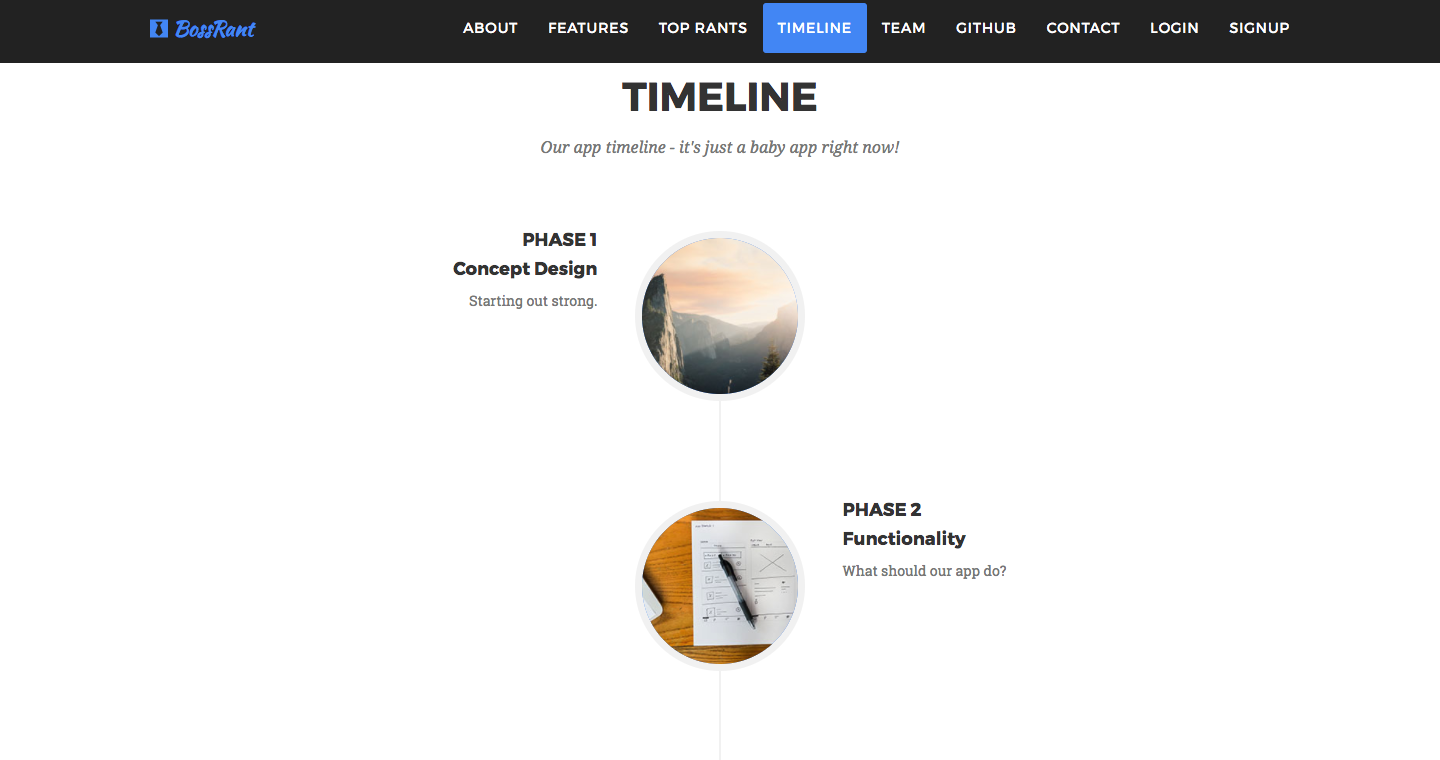 BossRant
ABOUT FEATURES TOP RANTS TIMELINE TEAM GITHUB CONTACT LOGIN SIGNUP
TIMELINE
Our app timeline - it's just a baby app right now!
PHASE 1
Concept Design
Starting out strong.
PHASE 2
Functionality
What should our app do?